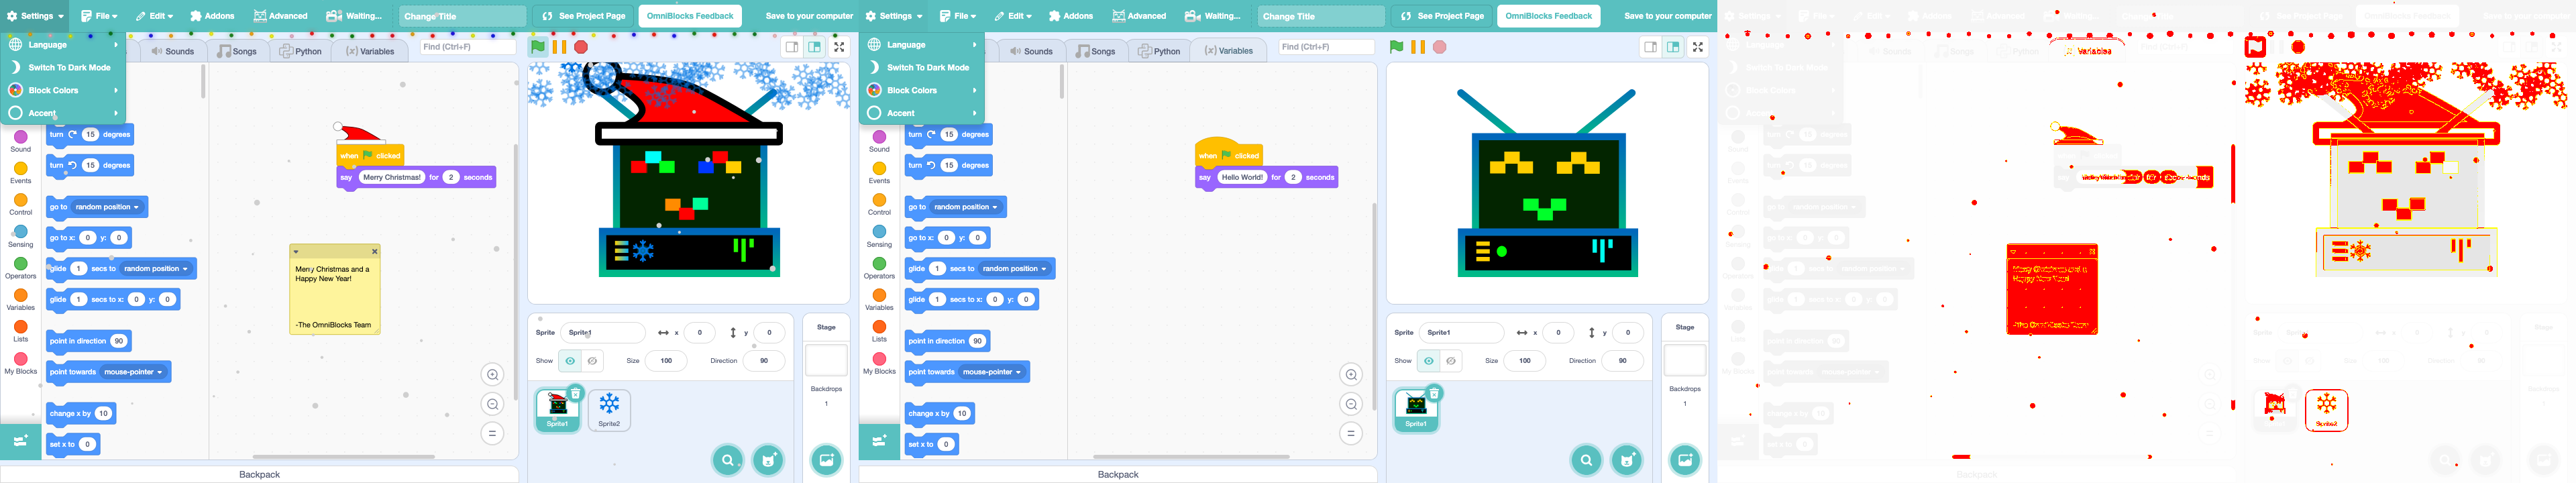 Settings File Edit Addons Advanced Waiting... Change Title See Project Page OmniBlocks Feedback Save to your computer
Language
Switch To Dark Mode
Block Colors
Accent
Sounds Songs Python (x) Variables Find (Ctrl+F)
Sound
Events
Control
Sensing
Operators
Variables
Lists
My Blocks
turn 15 degrees
turn 15 degrees
go to random position
go to x: 0 y: 0
glide 1 secs to random position
glide 1 secs to x: 0 y: 0
point in direction 90
point towards mouse-pointer
change x by 10
set x to 0
when clicked
say Merry Christmas! for 2 seconds
Merry Christmas and a
Happy New Year!
-The OmniBlocks Team
Sprite Sprite1 x 0 y 0
Show Size 100 Direction 90
Sprite1
Sprite2
Stage
Backdrops
1
Backpack
Settings File Edit Addons Advanced Waiting... Change Title See Project Page OmniBlocks Feedback Save to your computer
Language
Switch To Dark Mode
Block Colors
Accent
Sounds Songs Python (x) Variables Find (Ctrl+F)
Sound
Events
Control
Sensing
Operators
Variables
Lists
My Blocks
turn 15 degrees
turn 15 degrees
go to random position
go to x: 0 y: 0
glide 1 secs to random position
glide 1 secs to x: 0 y: 0
point in direction 90
point towards mouse-pointer
change x by 10
set x to 0
when clicked
say Hello World! for 2 seconds
Sprite Sprite1 x 0 y 0
Show Size 100 Direction 90
Sprite1
Stage
Backdrops
1
Backpack
Variables
Backpack